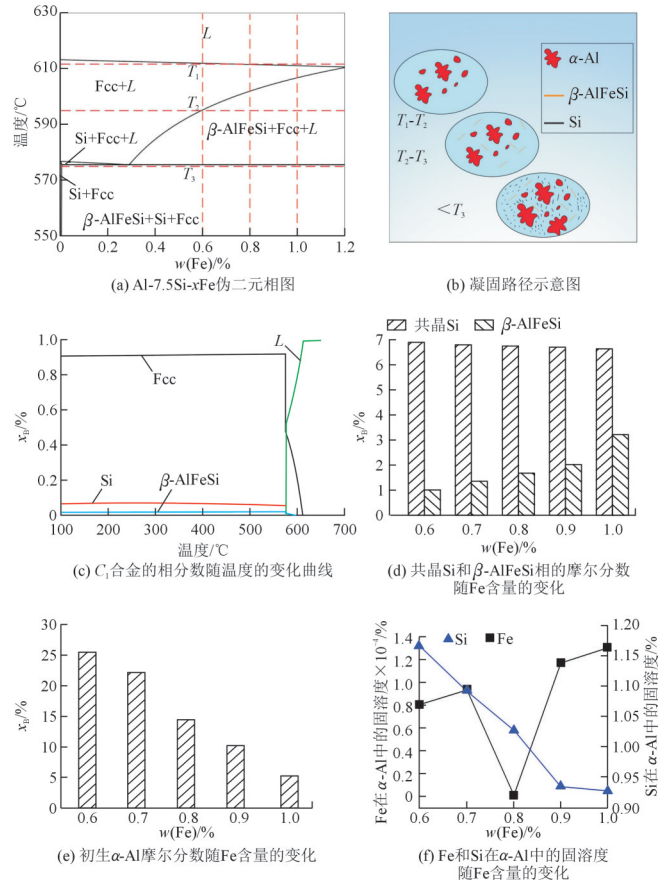 L
610
T₁
Fcc+L
T₂
温度/℃
590
β-AlFeSi+Fcc+L
Si+Fcc+L
570
T₃
Si+Fcc
β-AlFeSi+Si+Fcc
550
0 0.2 0.4 0.6 0.8 1.0 1.2
w(Fe)/%
(a) Al-7.5Si-xFe伪二元相图
α-Al
β-AlFeSi
Si
T₁-T₂
T₂-T₃
<T₃
(b) 凝固路径示意图
1.0
L
Fcc
0.8
0.6
x_B/%
0.4
Si
β-AlFeSi
0.2
0
100 200 300 400 500 600 700
温度/℃
(c) C₁合金的相分数随温度的变化曲线
共晶Si β-AlFeSi
7
6
5
4
x_B/%
3
2
1
0
0.6 0.7 0.8 0.9 1.0
w(Fe)/%
(d) 共晶Si和β-AlFeSi相的摩尔分数
随Fe含量的变化
30
25
20
x_B/%
15
10
5
0
0.6 0.7 0.8 0.9 1.0
w(Fe)/%
(e) 初生α-Al摩尔分数随Fe含量的变化
Si Fe
Fe在α-Al中的固溶度×10⁻⁴/%
1.4
1.2
1.0
0.8
0.6
0.4
0.2
0
1.20
1.15
1.10
1.05
1.00
0.95
0.90
Si在α-Al中的固溶度/%
0.6 0.7 0.8 0.9 1.0
w(Fe)/%
(f) Fe和Si在α-Al中的固溶度
随Fe含量的变化